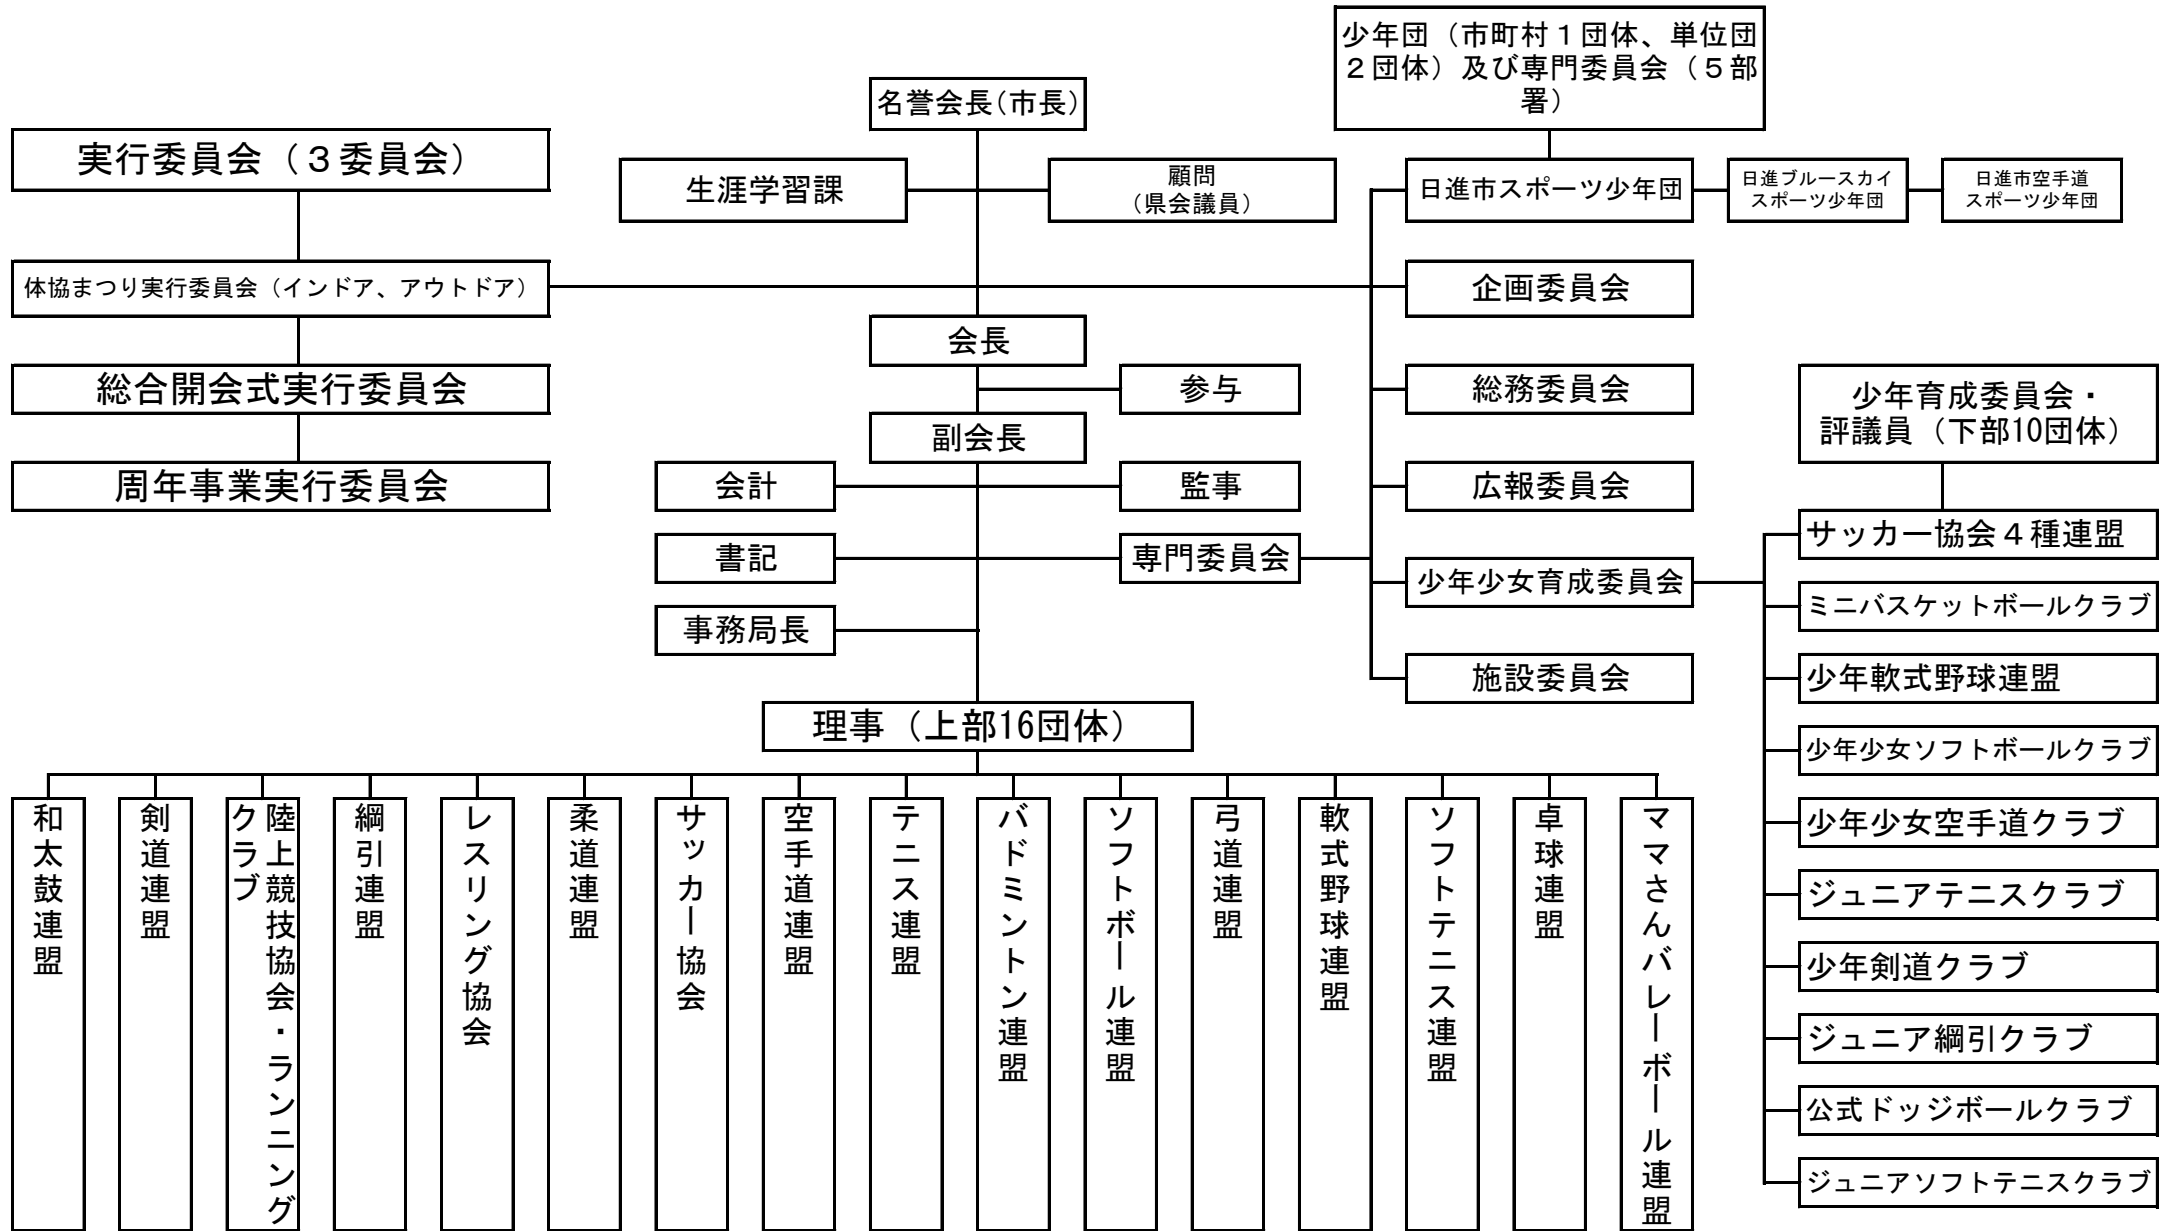 少年団（市町村１団体、単位団
２団体）及び専門委員会（５部
署）
名誉会長（市長）
実行委員会（３委員会）
生涯学習課
顧問
（県会議員）
日進市スポーツ少年団
日進ブルースカイ
スポーツ少年団
日進市空手道
スポーツ少年団
体協まつり実行委員会（インドア、アウトドア）
企画委員会
会長
総合開会式実行委員会
参与
総務委員会
少年育成委員会・
評議員（下部10団体）
副会長
周年事業実行委員会
会計
監事
広報委員会
サッカー協会４種連盟
書記
専門委員会
少年少女育成委員会
ミニバスケットボールクラブ
事務局長
施設委員会
少年軟式野球連盟
理事（上部16団体）
少年少女ソフトボールクラブ
少年少女空手道クラブ
ジュニアテニスクラブ
少年剣道クラブ
ジュニア綱引クラブ
公式ドッジボールクラブ
ジュニアソフトテニスクラブ
和太鼓連盟
剣道連盟
陸上競技協会・ランニング
クラブ
綱引連盟
レスリング協会
柔道連盟
サッカー協会
空手道連盟
テニス連盟
バドミントン連盟
ソフトボール連盟
弓道連盟
軟式野球連盟
ソフトテニス連盟
卓球連盟
ママさんバレーボール連盟